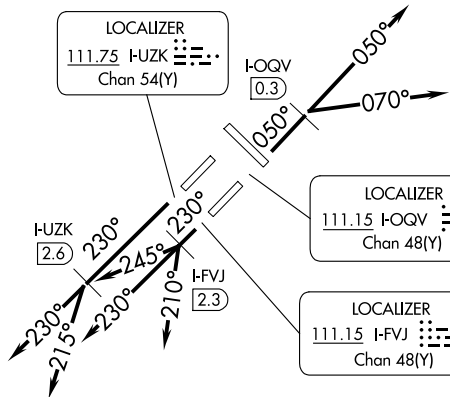 LOCALIZER
111.75 I-UZK
Chan 54(Y)
I-OQV
0.3
050°
070°
050°
LOCALIZER
111.15 I-OQV
Chan 48(Y)
I-UZK
2.6
230°
230°
245°
230°
I-FVJ
2.3
210°
230°
215°
LOCALIZER
111.15 I-FVJ
Chan 48(Y)